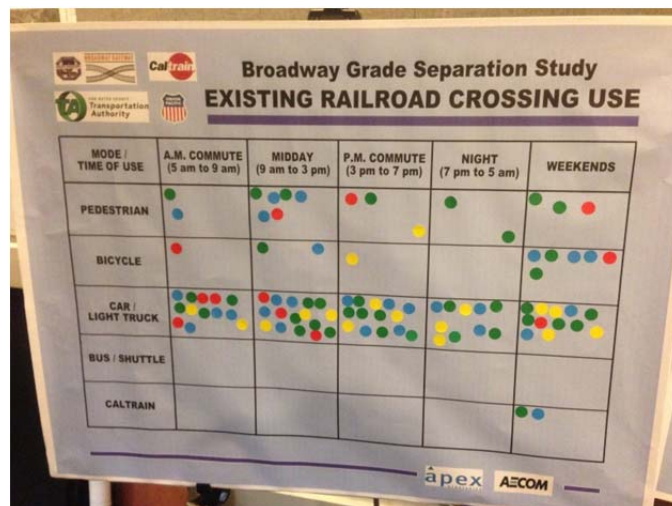 Caltrain
Broadway Grade Separation Study
EXISTING RAILROAD CROSSING USE
Transportation
Authority
UNION
PACIFIC
MODE /
TIME OF USE
A.M. COMMUTE
(5 am to 9 am)
MIDDAY
(9 am to 3 pm)
P.M. COMMUTE
(3 pm to 7 pm)
NIGHT
(7 pm to 5 am)
WEEKENDS
PEDESTRIAN
BICYCLE
CAR /
LIGHT TRUCK
BUS / SHUTTLE
CALTRAIN
apex
AECOM